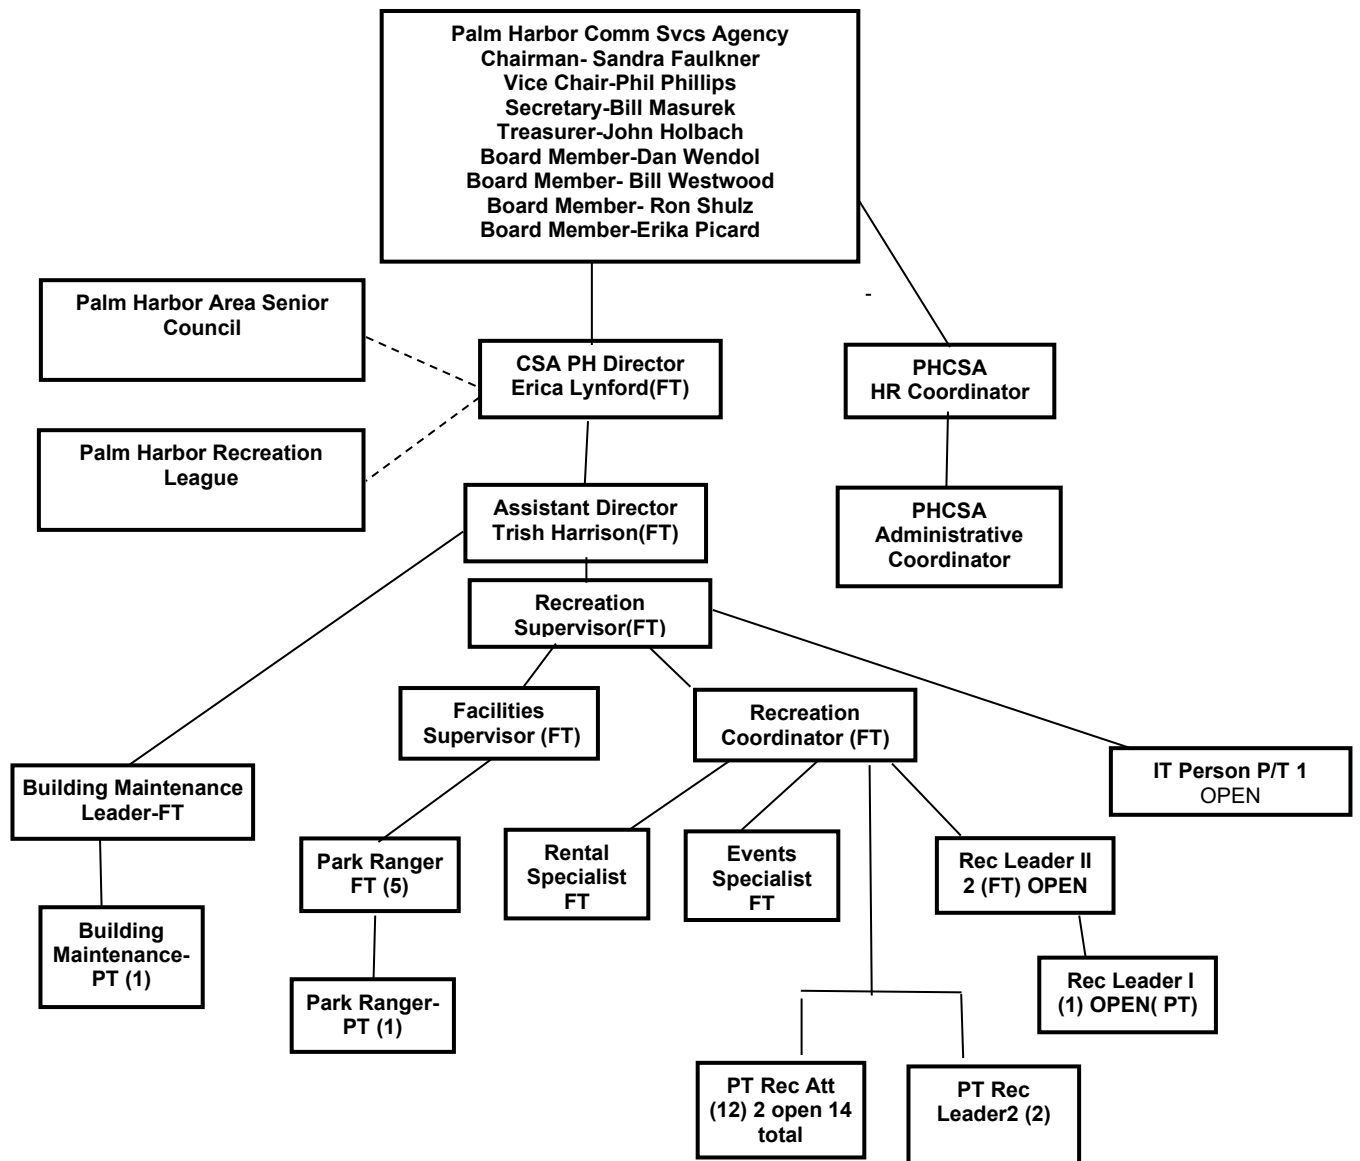 Palm Harbor Comm Svcs Agency
Chairman- Sandra Faulkner
Vice Chair-Phil Phillips
Secretary-Bill Masurek
Treasurer-John Holbach
Board Member-Dan Wendol
Board Member- Bill Westwood
Board Member- Ron Shulz
Board Member-Erika Picard
-
Palm Harbor Area Senior
Council
CSA PH Director
Erica Lynford(FT)
PHCSA
HR Coordinator
Palm Harbor Recreation
League
Assistant Director
Trish Harrison(FT)
PHCSA
Administrative
Coordinator
Recreation
Supervisor(FT)
Facilities
Supervisor (FT)
Recreation
Coordinator (FT)
IT Person P/T 1
OPEN
Building Maintenance
Leader-FT
Park Ranger
FT (5)
Rental
Specialist
FT
Events
Specialist
FT
Rec Leader II
2 (FT) OPEN
Building
Maintenance-
PT (1)
Park Ranger-
PT (1)
Rec Leader I
(1) OPEN( PT)
PT Rec Att
(12) 2 open 14
total
PT Rec
Leader2 (2)